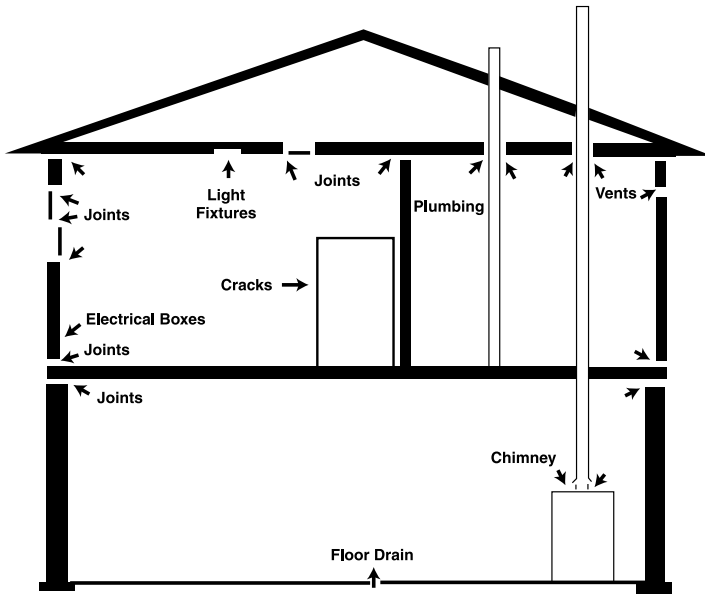 Joints
Light
Fixtures
Vents
Plumbing
Joints
Cracks
Electrical Boxes
Joints
Joints
Chimney
Floor Drain